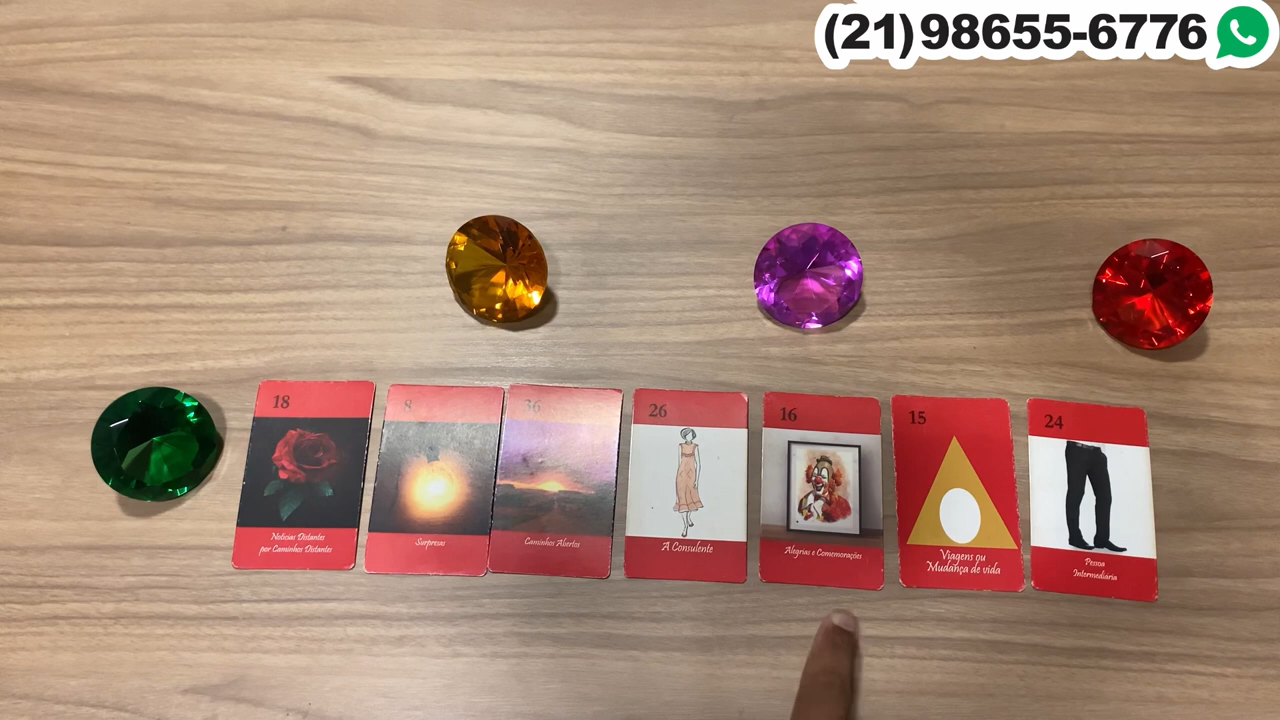 (21)98655-6776
18
Notícias Distantes
por Caminhos Distantes
8
Surpresas
36
Caminhos Abertos
26
A Consulente
16
Alegrias e Comemorações
15
Viagens ou
Mudança de vida
24
Pessoa
Intermediária